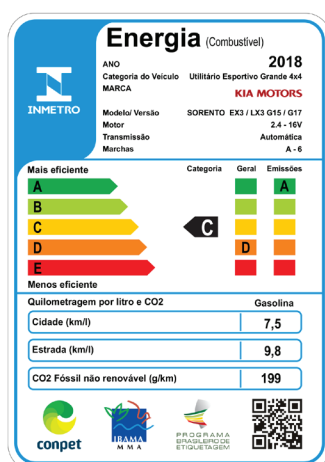 Energia (Combustível)
ANO 2018
Categoria do Veículo Utilitário Esportivo Grande 4x4
MARCA KIA MOTORS
INMETRO
Modelo/ Versão SORENTO EX3 / LX3 G15 / G17
Motor 2.4 - 16V
Transmissão Automática
Marchas A - 6
Mais eficiente Categoria Geral Emissões
A A
B
C C
D D
E
Menos eficiente
Quilometragem por litro e CO2 Gasolina
Cidade (km/l) 7,5
Estrada (km/l) 9,8
CO2 Fóssil não renovável (g/km) 199
conpet
IBAMA
M M A
PROGRAMA
BRASILEIRO DE
ETIQUETAGEM